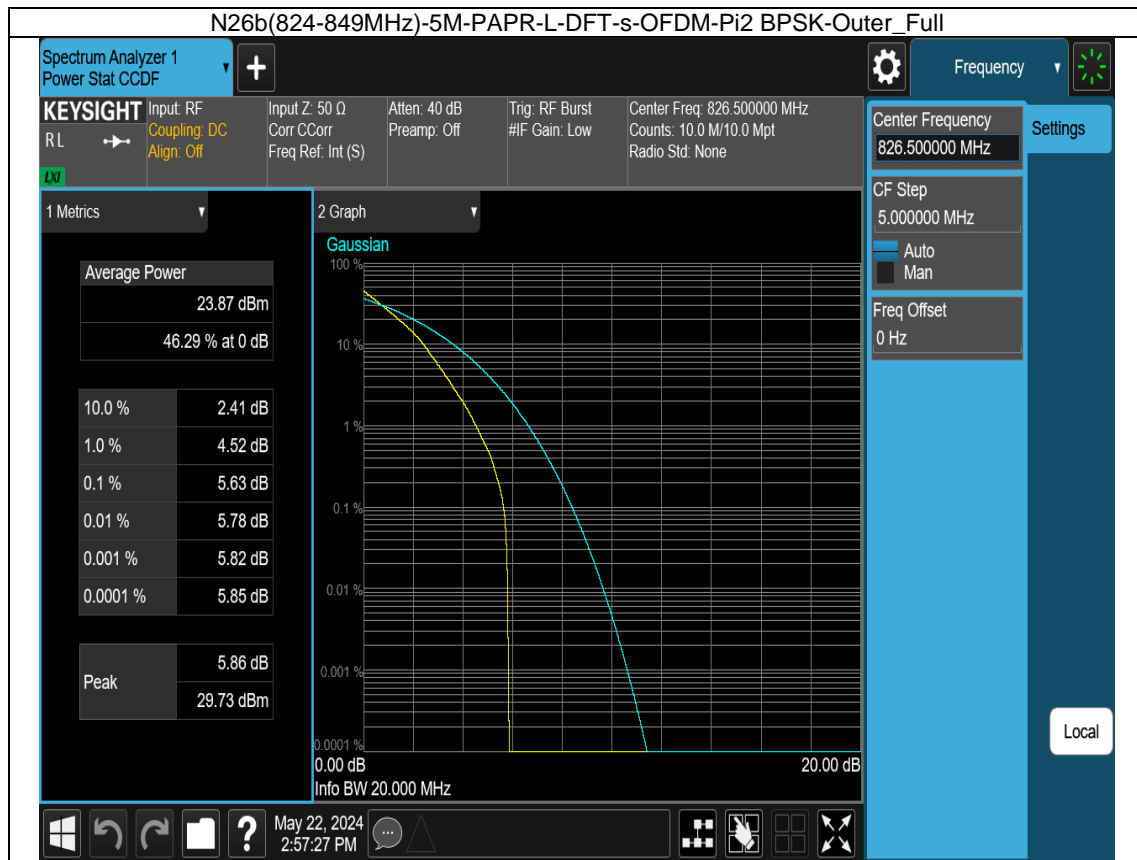 N26b(824-849MHz)-5M-PAPR-L-DFT-s-OFDM-Pi2 BPSK-Outer_Full
Spectrum Analyzer 1
Power Stat CCDF
+
Frequency
KEYSIGHT
RL
LXI
Input: RF
Coupling: DC
Align: Off
Input Z: 50 Ω
Corr CCorr
Freq Ref: Int (S)
Atten: 40 dB
Preamp: Off
Trig: RF Burst
#IF Gain: Low
Center Freq: 826.500000 MHz
Counts: 10.0 M/10.0 Mpt
Radio Std: None
Center Frequency
826.500000 MHz
Settings
CF Step
5.000000 MHz
Auto
Man
Freq Offset
0 Hz
1 Metrics
Average Power
23.87 dBm
46.29 % at 0 dB
10.0 % 2.41 dB
1.0 % 4.52 dB
0.1 % 5.63 dB
0.01 % 5.78 dB
0.001 % 5.82 dB
0.0001 % 5.85 dB
Peak
5.86 dB
29.73 dBm
2 Graph
Gaussian
100 %
10 %
1 %
0.1 %
0.01 %
0.001 %
0.0001 %
0.00 dB 20.00 dB
Info BW 20.000 MHz
Local
?
May 22, 2024
2:57:27 PM